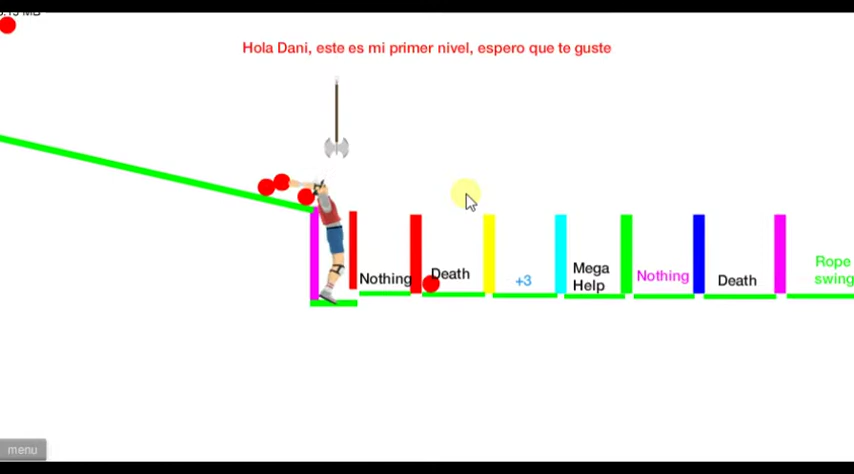 Hola Dani, este es mi primer nivel, espero que te guste
Nothing
Death
+3
Mega
Help
Nothing
Death
Rope
swing
menu